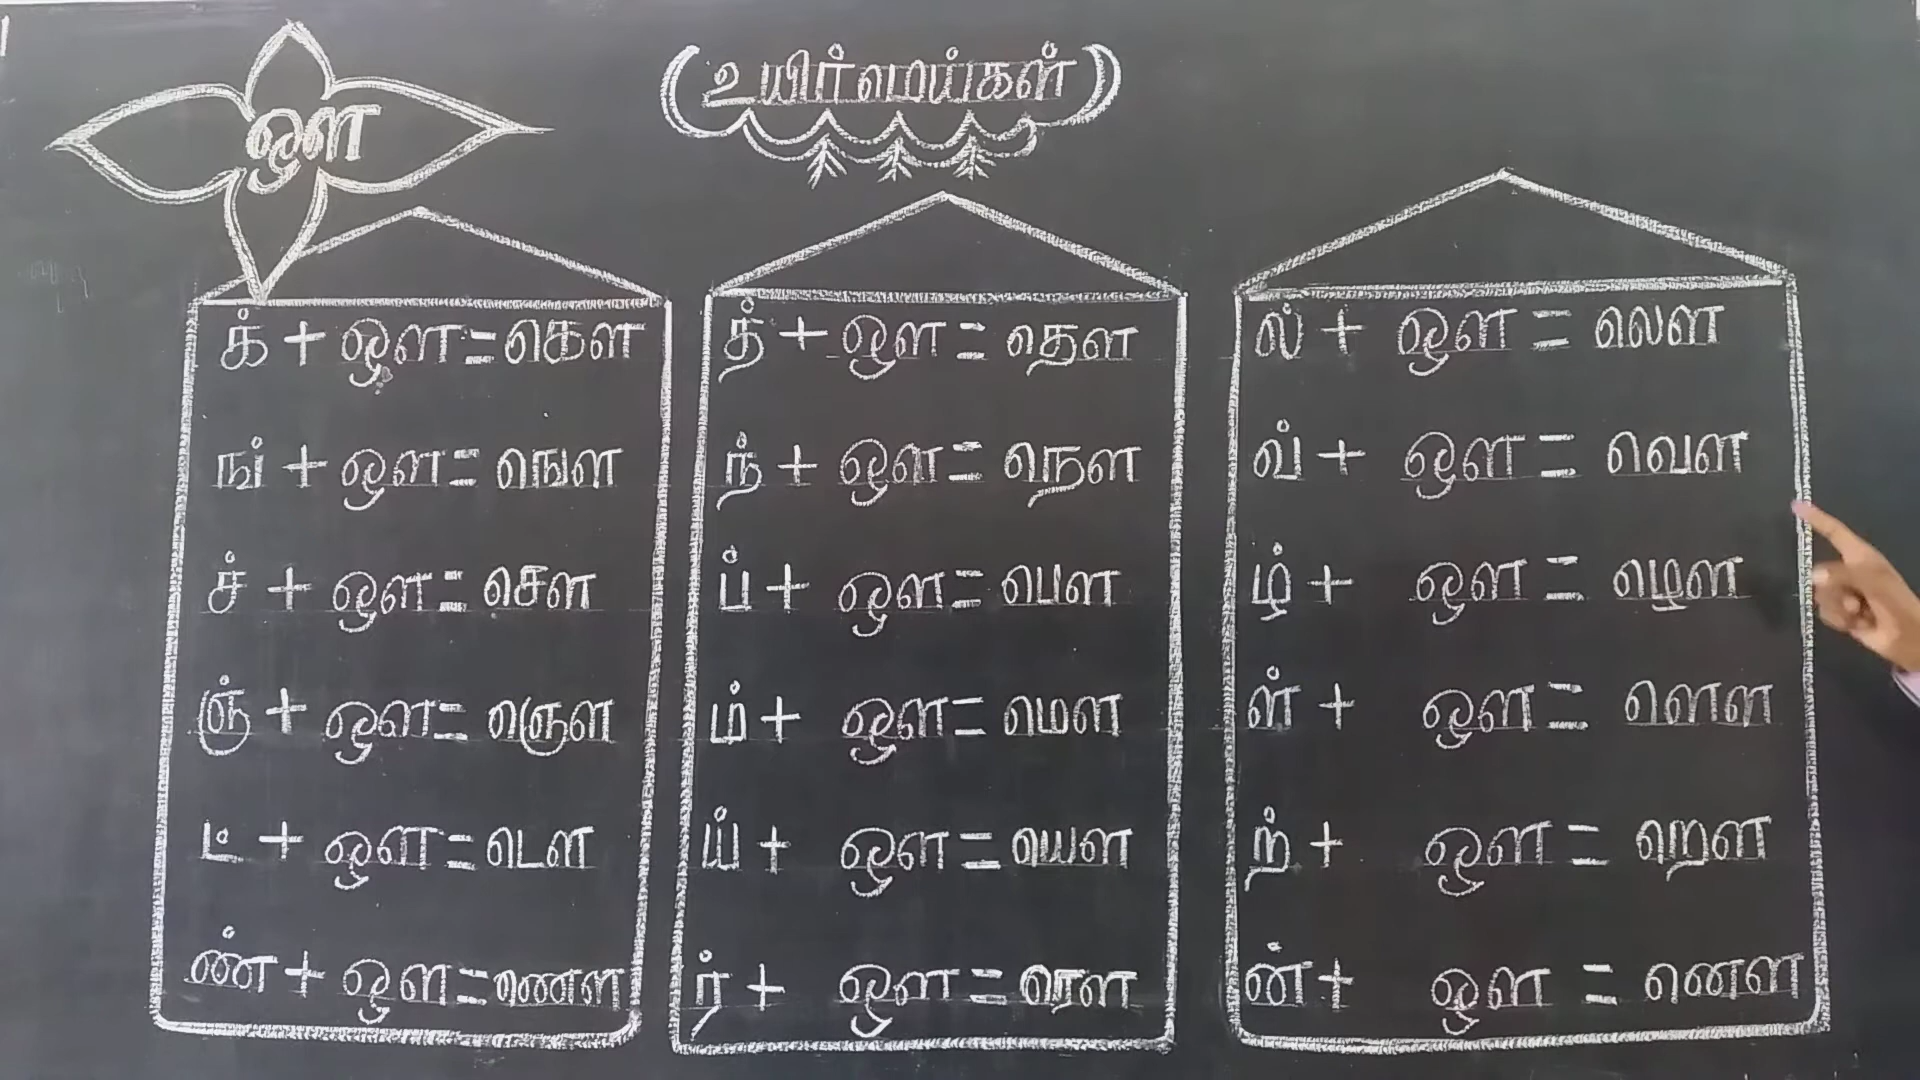 ஔ
(உயிர்மெய்கள்)
க் + ஔ = கௌ
ங் + ஔ = ஙௌ
ச் + ஔ = சௌ
ஞ் + ஔ = ஞௌ
ட் + ஔ = டௌ
ண் + ஔ = ணௌ
த் + ஔ = தௌ
ந் + ஔ = நௌ
ப் + ஔ = பௌ
ம் + ஔ = மௌ
ய் + ஔ = யௌ
ர் + ஔ = ரௌ
ல் + ஔ = லௌ
வ் + ஔ = வௌ
ழ் + ஔ = ழௌ
ள் + ஔ = ளௌ
ற் + ஔ = றௌ
ன் + ஔ = னௌ